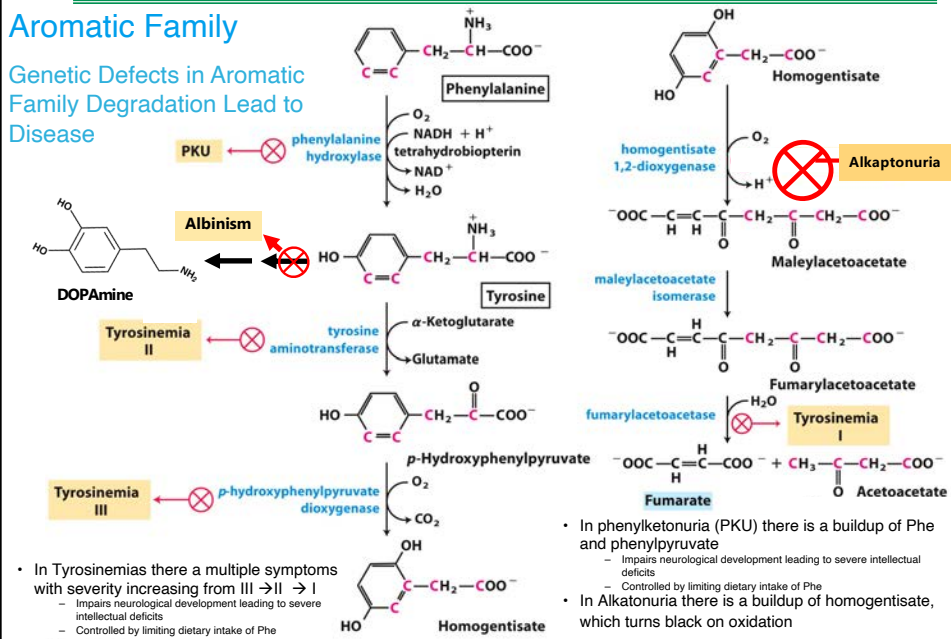 Aromatic Family
Genetic Defects in Aromatic
Family Degradation Lead to
Disease
NH3
+
CH2—CH—COO−
C=C
Phenylalanine
O2
NADH + H+
tetrahydrobiopterin
NAD+
H2O
phenylalanine
hydroxylase
PKU
HO
HO
NH2
DOPAmine
Albinism
NH3
+
HO
CH2—CH—COO−
C=C
Tyrosine
tyrosine
aminotransferase
α-Ketoglutarate
Glutamate
Tyrosinemia
II
O
HO
CH2—C—COO−
C=C
p-Hydroxyphenylpyruvate
O2
CO2
p-hydroxyphenylpyruvate
dioxygenase
Tyrosinemia
III
OH
C—CH2—COO−
C
HO
Homogentisate
• In Tyrosinemias there a multiple symptoms
with severity increasing from III →II → I
– Impairs neurological development leading to severe
intellectual deficits
– Controlled by limiting dietary intake of Phe
OH
C—CH2—COO−
C
HO
Homogentisate
homogentisate
1,2-dioxygenase
O2
H+
Alkaptonuria
−OOC—C=C—C—CH2—C—CH2—COO−
H H O O
Maleylacetoacetate
maleylacetoacetate
isomerase
H
−OOC—C=C—C—CH2—C—CH2—COO−
H O O
Fumarylacetoacetate
fumarylacetoacetase
H2O
Tyrosinemia
I
H
−OOC—C=C—COO− + CH3—C—CH2—COO−
H O
Fumarate
Acetoacetate
• In phenylketonuria (PKU) there is a buildup of Phe
and phenylpyruvate
– Impairs neurological development leading to severe intellectual
deficits
– Controlled by limiting dietary intake of Phe
• In Alkatonuria there is a buildup of homogentisate,
which turns black on oxidation